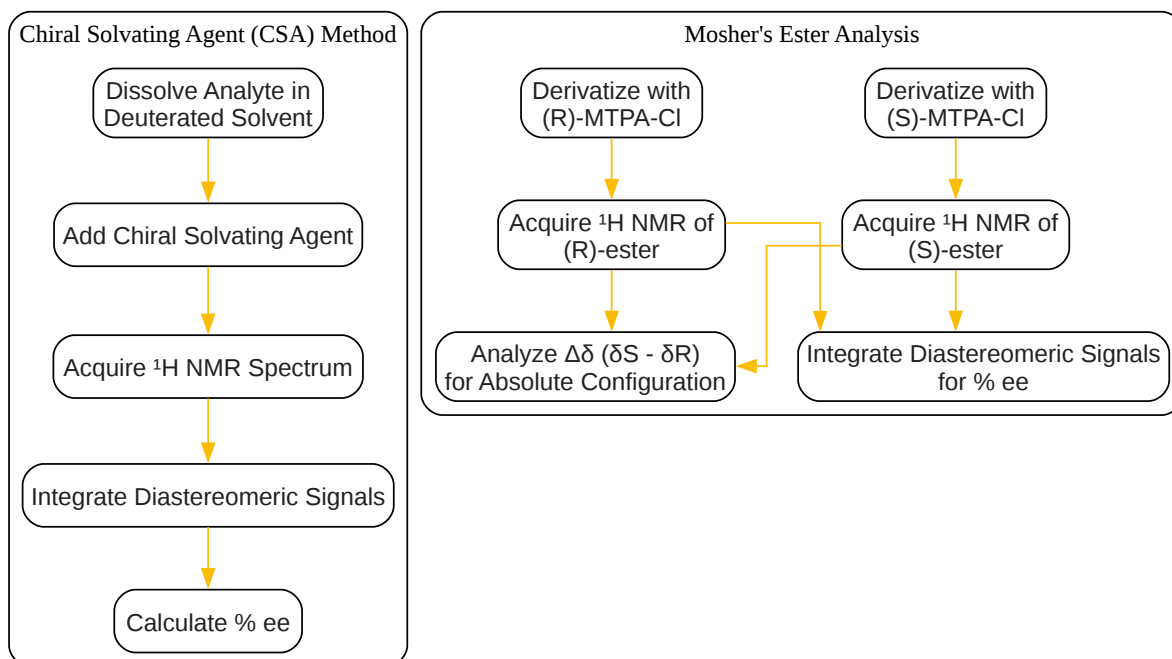 Chiral Solvating Agent (CSA) Method
Dissolve Analyte in
Deuterated Solvent
Add Chiral Solvating Agent
Acquire ¹H NMR Spectrum
Integrate Diastereomeric Signals
Calculate % ee
Mosher's Ester Analysis
Derivatize with
(R)-MTPA-Cl
Derivatize with
(S)-MTPA-Cl
Acquire ¹H NMR of
(R)-ester
Acquire ¹H NMR of
(S)-ester
Analyze Δδ (δS - δR)
for Absolute Configuration
Integrate Diastereomeric Signals
for % ee